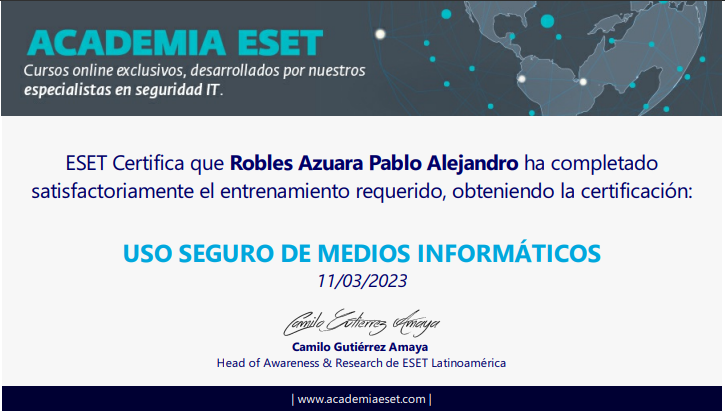 ACADEMIA ESET
Cursos online exclusivos, desarrollados por nuestros
especialistas en seguridad IT.
ESET Certifica que Robles Azuara Pablo Alejandro ha completado
satisfactoriamente el entrenamiento requerido, obteniendo la certificación:
USO SEGURO DE MEDIOS INFORMÁTICOS
11/03/2023
Camilo Gutierrez Amaya
Camilo Gutiérrez Amaya
Head of Awareness & Research de ESET Latinoamérica
| www.academiaeset.com |